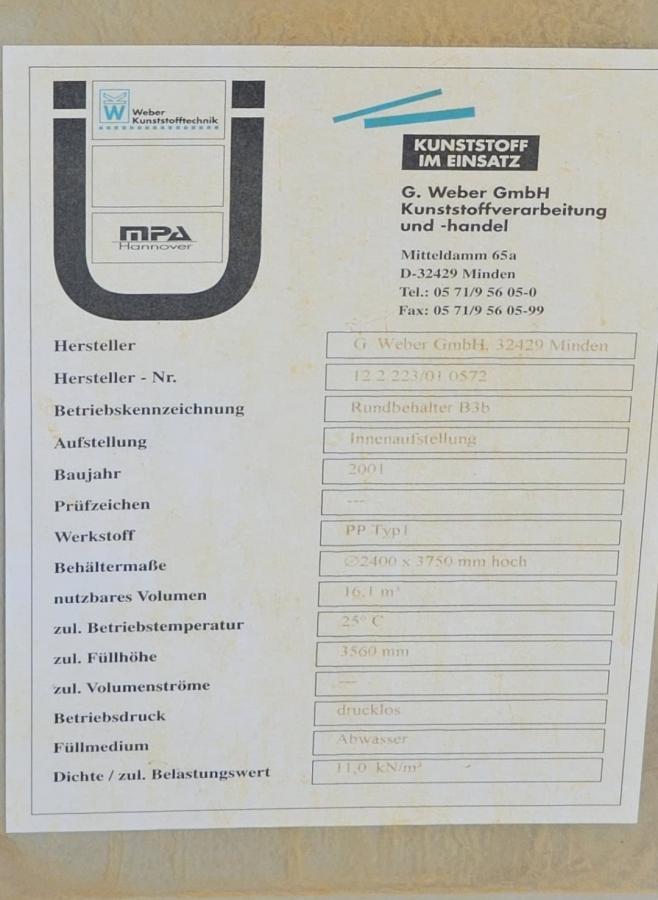 Weber
Kunststofftechnik
MPA
Hannover
KUNSTSTOFF
IM EINSATZ
G. Weber GmbH
Kunststoffverarbeitung
und -handel
Mitteldamm 65a
D-32429 Minden
Tel.: 05 71/9 56 05-0
Fax: 05 71/9 56 05-99
Hersteller G. Weber GmbH, 32429 Minden
Hersteller - Nr. 12 2 223/01 0572
Betriebskennzeichnung Rundbehälter B3b
Aufstellung Innenaufstellung
Baujahr 2001
Prüfzeichen ---
Werkstoff PP Typ1
Behältermaße Ø2400 x 3750 mm hoch
nutzbares Volumen 16,1 m³
zul. Betriebstemperatur 25° C
zul. Füllhöhe 3560 mm
zul. Volumenströme ---
Betriebsdruck drucklos
Füllmedium Abwasser
Dichte / zul. Belastungswert 11,0 kN/m³